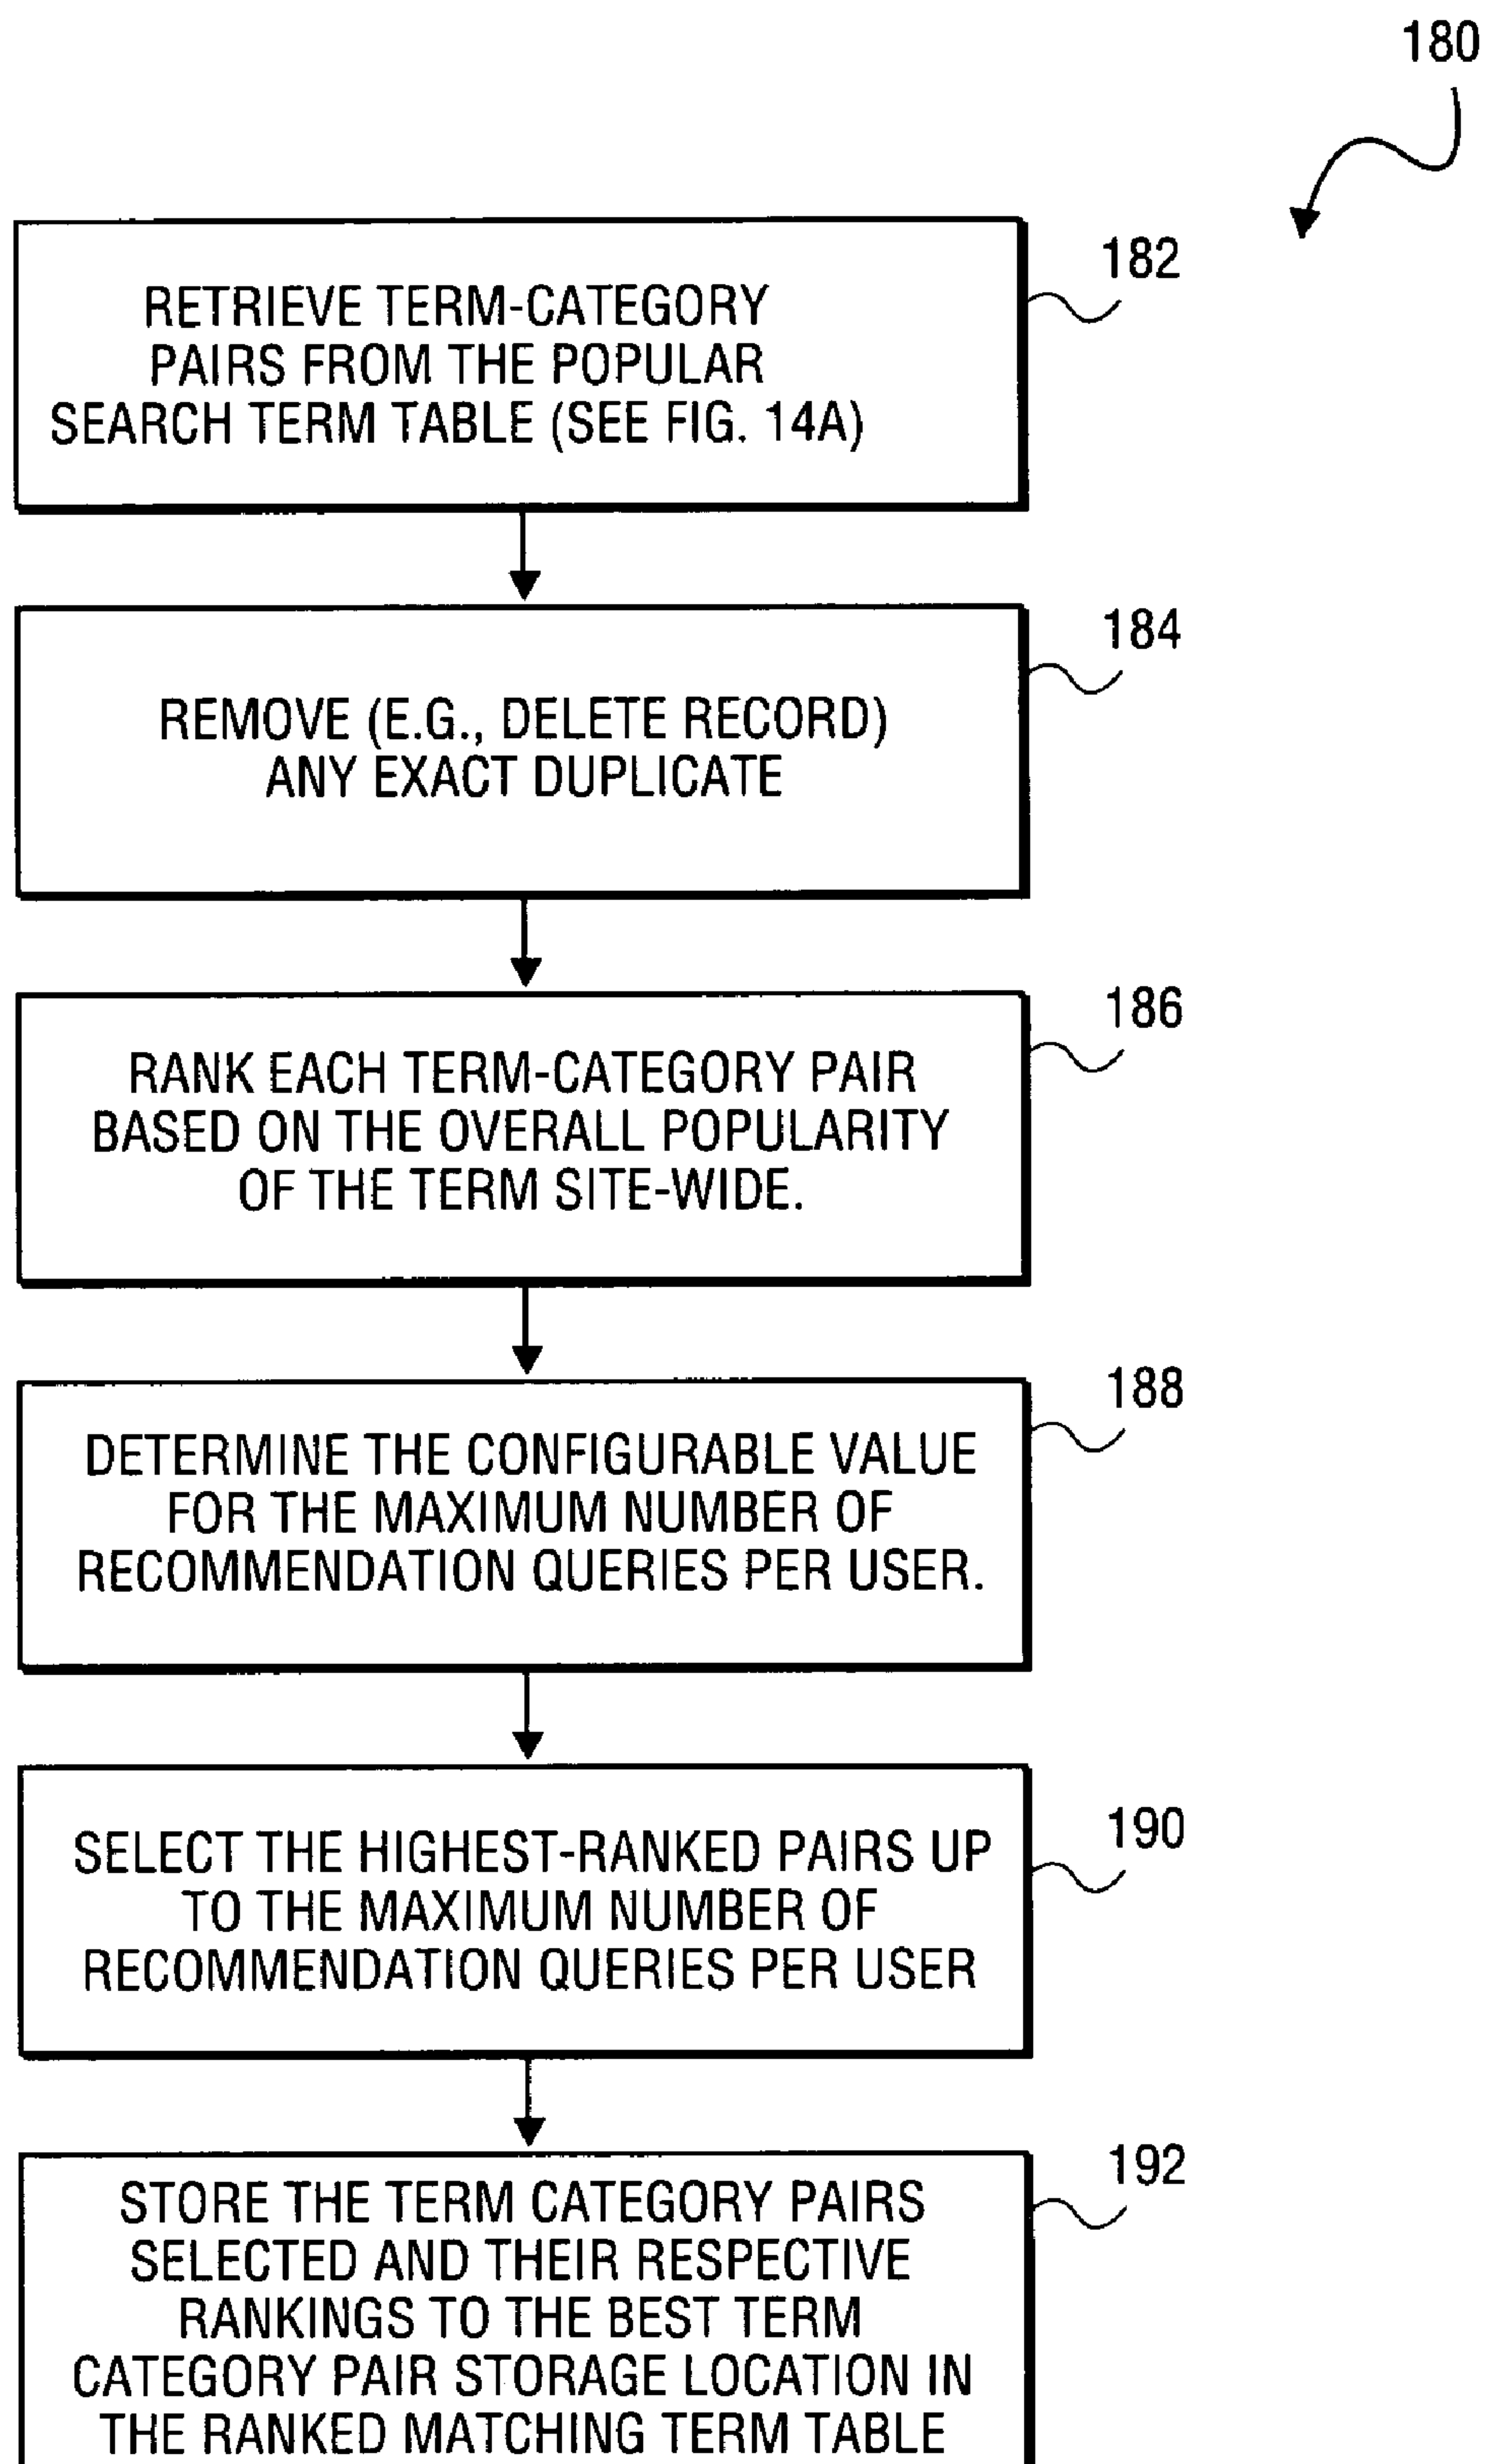 180
182
RETRIEVE TERM-CATEGORY
PAIRS FROM THE POPULAR
SEARCH TERM TABLE (SEE FIG. 14A)
184
REMOVE (E.G., DELETE RECORD)
ANY EXACT DUPLICATE
186
RANK EACH TERM-CATEGORY PAIR
BASED ON THE OVERALL POPULARITY
OF THE TERM SITE-WIDE.
188
DETERMINE THE CONFIGURABLE VALUE
FOR THE MAXIMUM NUMBER OF
RECOMMENDATION QUERIES PER USER.
190
SELECT THE HIGHEST-RANKED PAIRS UP
TO THE MAXIMUM NUMBER OF
RECOMMENDATION QUERIES PER USER
192
STORE THE TERM CATEGORY PAIRS
SELECTED AND THEIR RESPECTIVE
RANKINGS TO THE BEST TERM
CATEGORY PAIR STORAGE LOCATION IN
THE RANKED MATCHING TERM TABLE